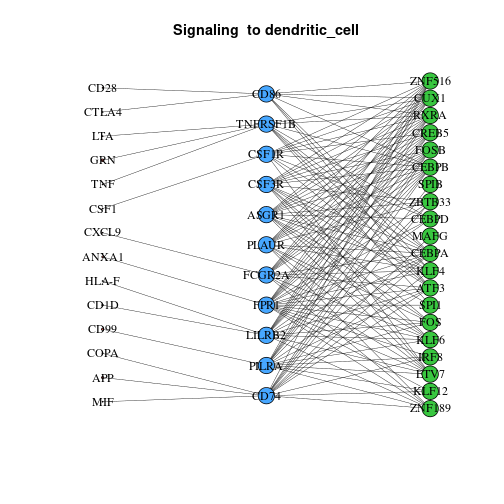 Signaling  to dendritic_cell
CD28
CTLA4
LTA
GRN
TNF
CSF1
CXCL9
ANXA1
HLA-F
CD1D
CD99
COPA
APP
MIF
CD86
TNFRSF1B
CSF1R
CSF3R
ASGR1
PLAUR
FCGR2A
FPR1
LILRB2
PILRA
CD74
ZNF516
CUX1
RXRA
CREB5
FOSB
CEBPB
SPIB
ZBTB33
CEBPD
MAFG
CEBPA
KLF4
ATF3
SPI1
FOS
KLF6
IRF8
ETV7
KLF12
ZNF189